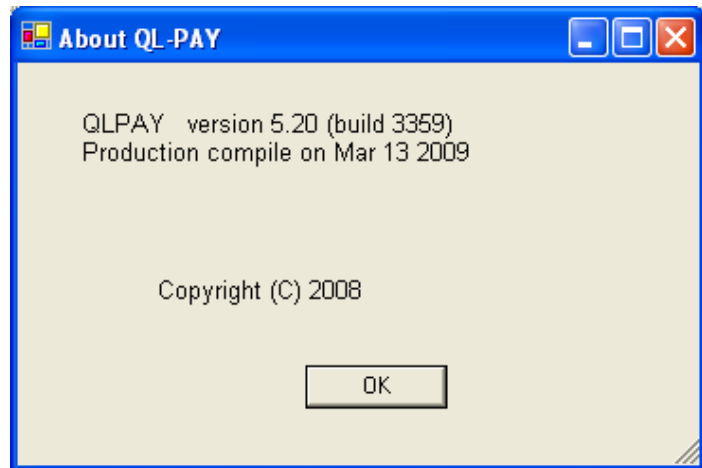 About QL-PAY
QLPAY version 5.20 (build 3359)
Production compile on Mar 13 2009
Copyright (C) 2008
OK